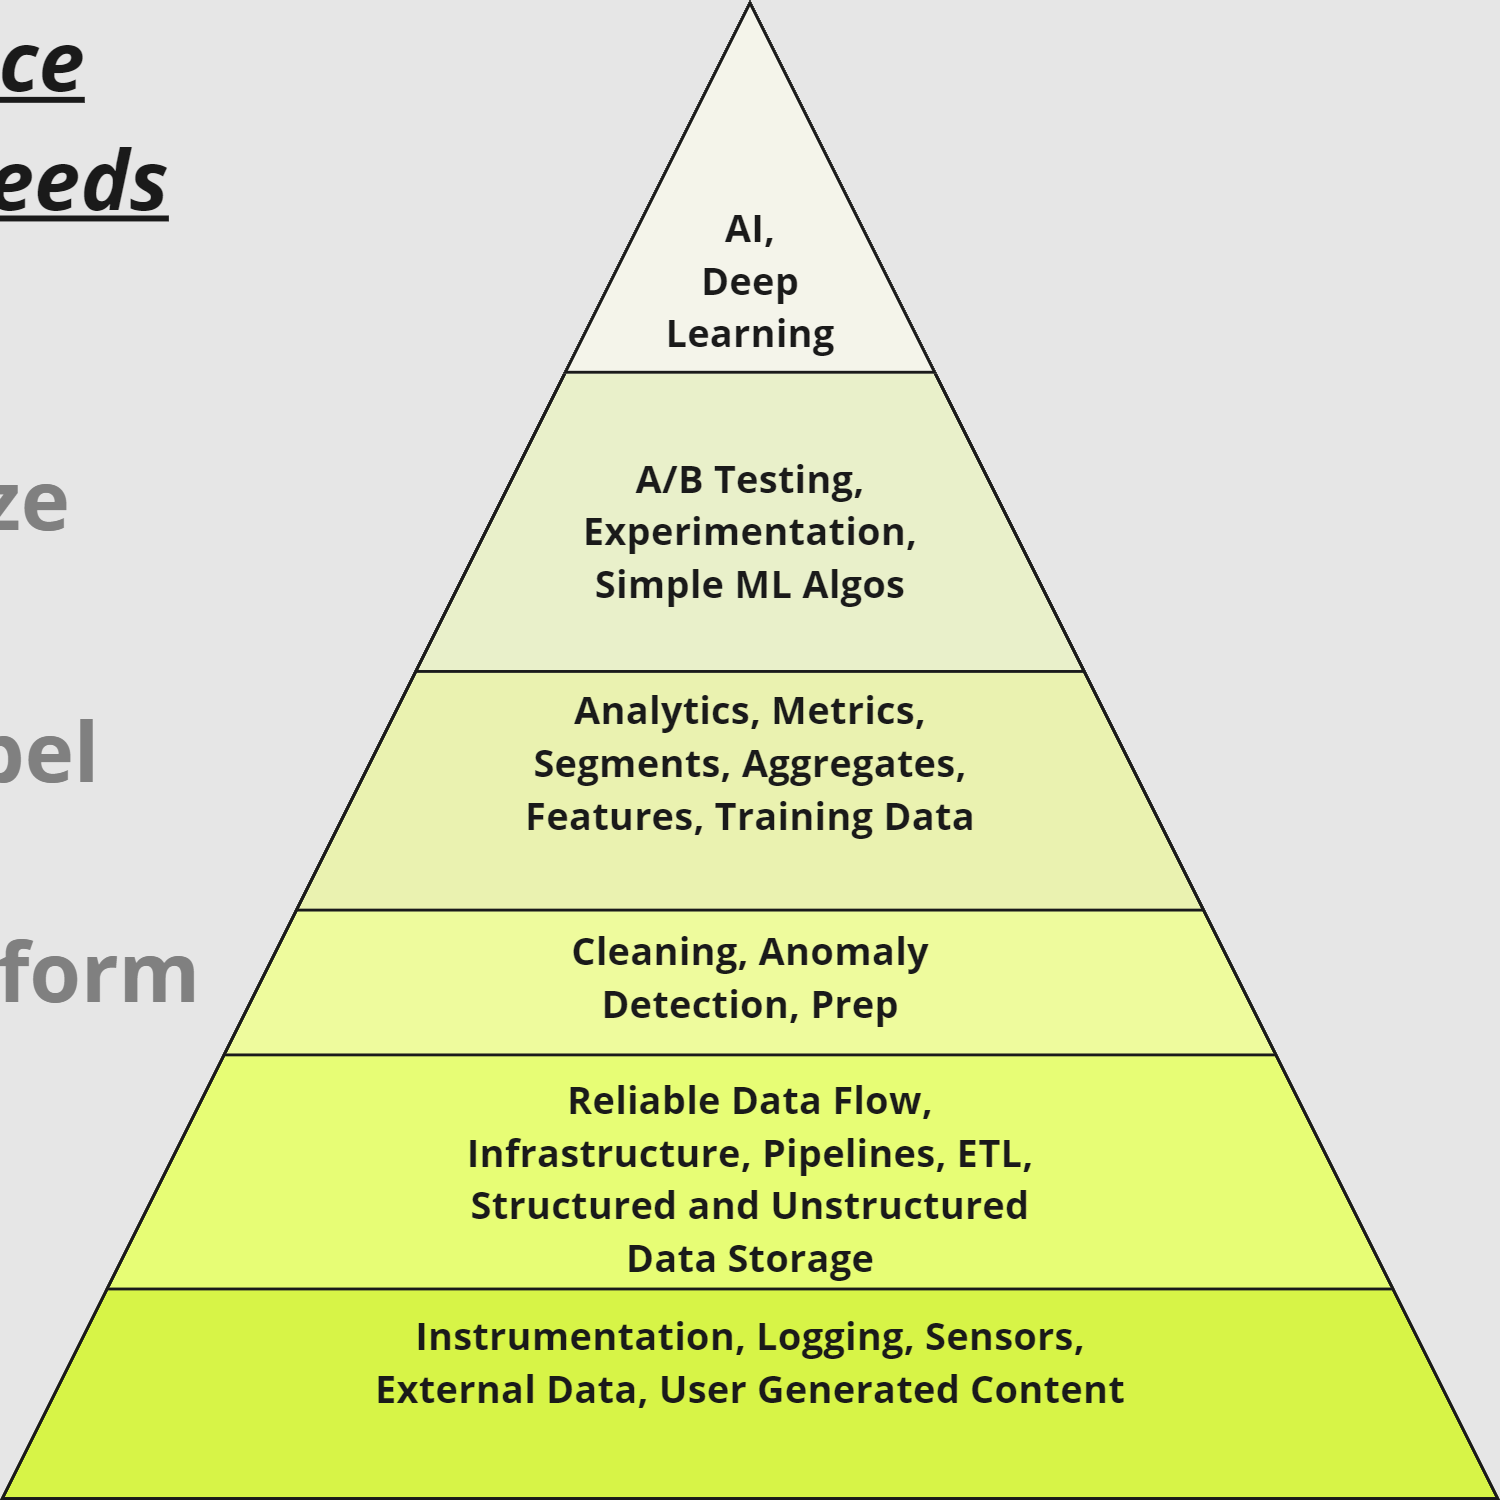 ce
eeds
AI,
Deep
Learning
A/B Testing,
Experimentation,
Simple ML Algos
ze
Analytics, Metrics,
Segments, Aggregates,
Features, Training Data
bel
Cleaning, Anomaly
Detection, Prep
form
Reliable Data Flow,
Infrastructure, Pipelines, ETL,
Structured and Unstructured
Data Storage
Instrumentation, Logging, Sensors,
External Data, User Generated Content